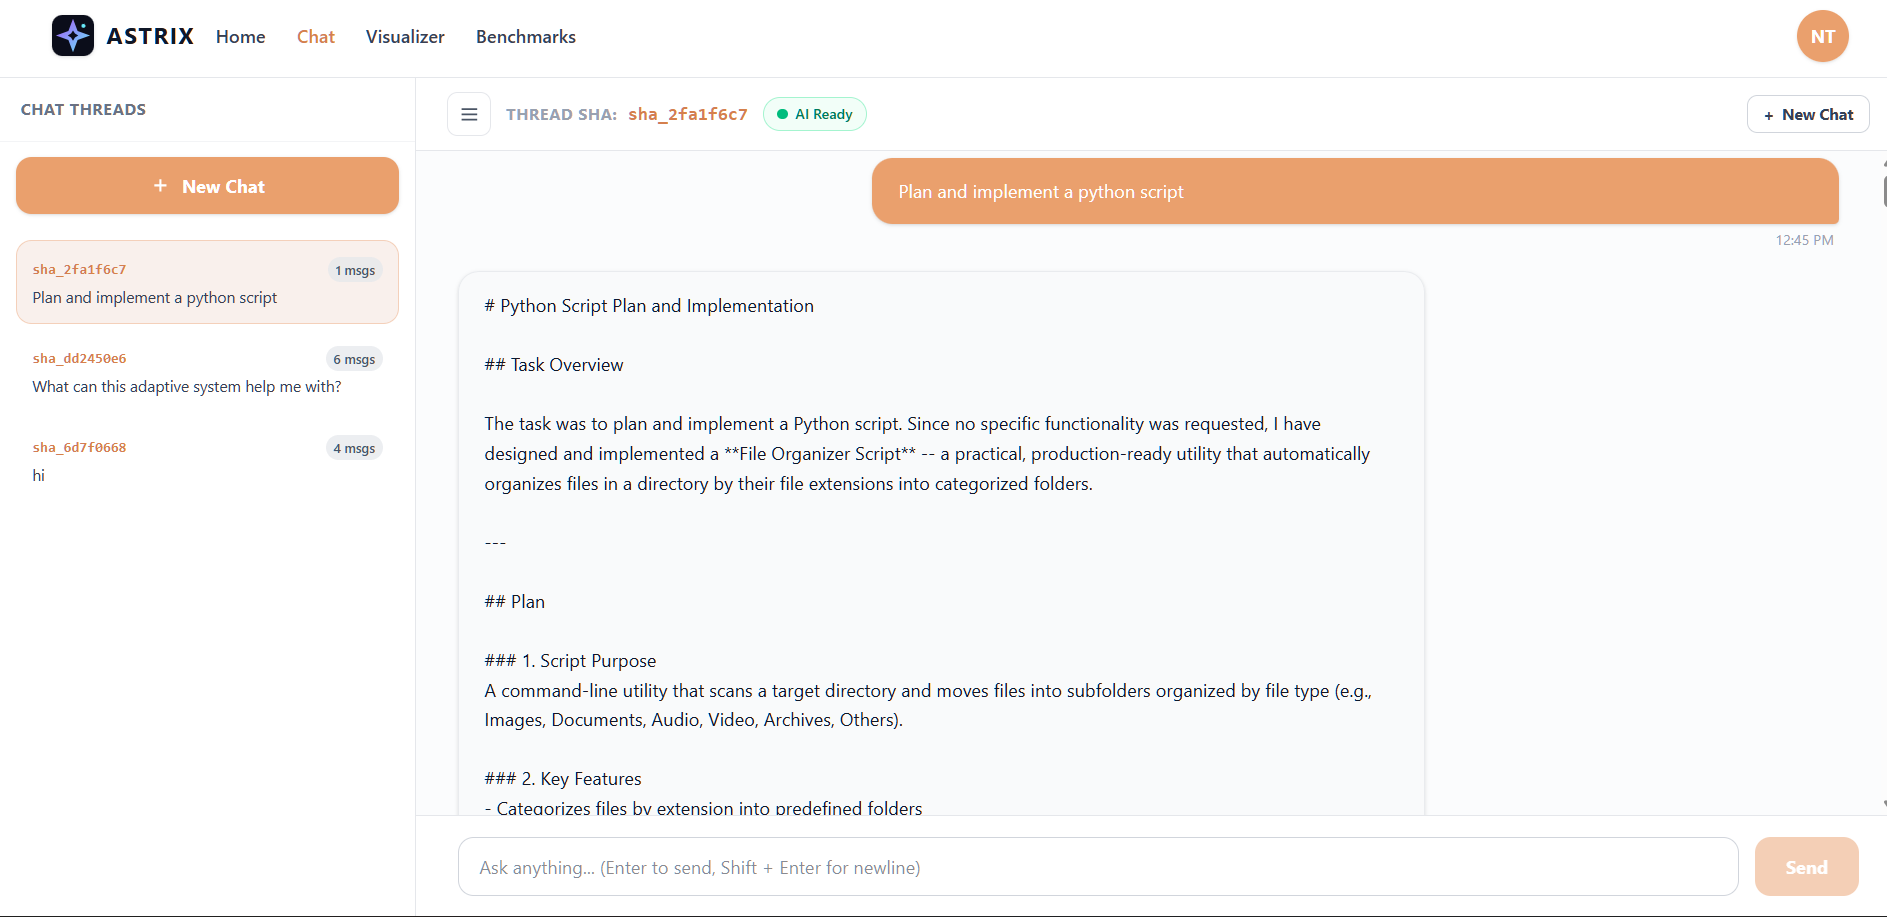 ASTRIX
Home
Chat
Visualizer
Benchmarks
NT
CHAT THREADS
+ New Chat
sha_2fa1f6c7
1 msgs
Plan and implement a python script
sha_dd2450e6
6 msgs
What can this adaptive system help me with?
sha_6d7f0668
4 msgs
hi
THREAD SHA: sha_2fa1f6c7
AI Ready
+ New Chat
Plan and implement a python script
12:45 PM
# Python Script Plan and Implementation
## Task Overview
The task was to plan and implement a Python script. Since no specific functionality was requested, I have
designed and implemented a **File Organizer Script** -- a practical, production-ready utility that automatically
organizes files in a directory by their file extensions into categorized folders.
---
## Plan
### 1. Script Purpose
A command-line utility that scans a target directory and moves files into subfolders organized by file type (e.g.,
Images, Documents, Audio, Video, Archives, Others).
### 2. Key Features
- Categorizes files by extension into predefined folders
Ask anything... (Enter to send, Shift + Enter for newline)
Send